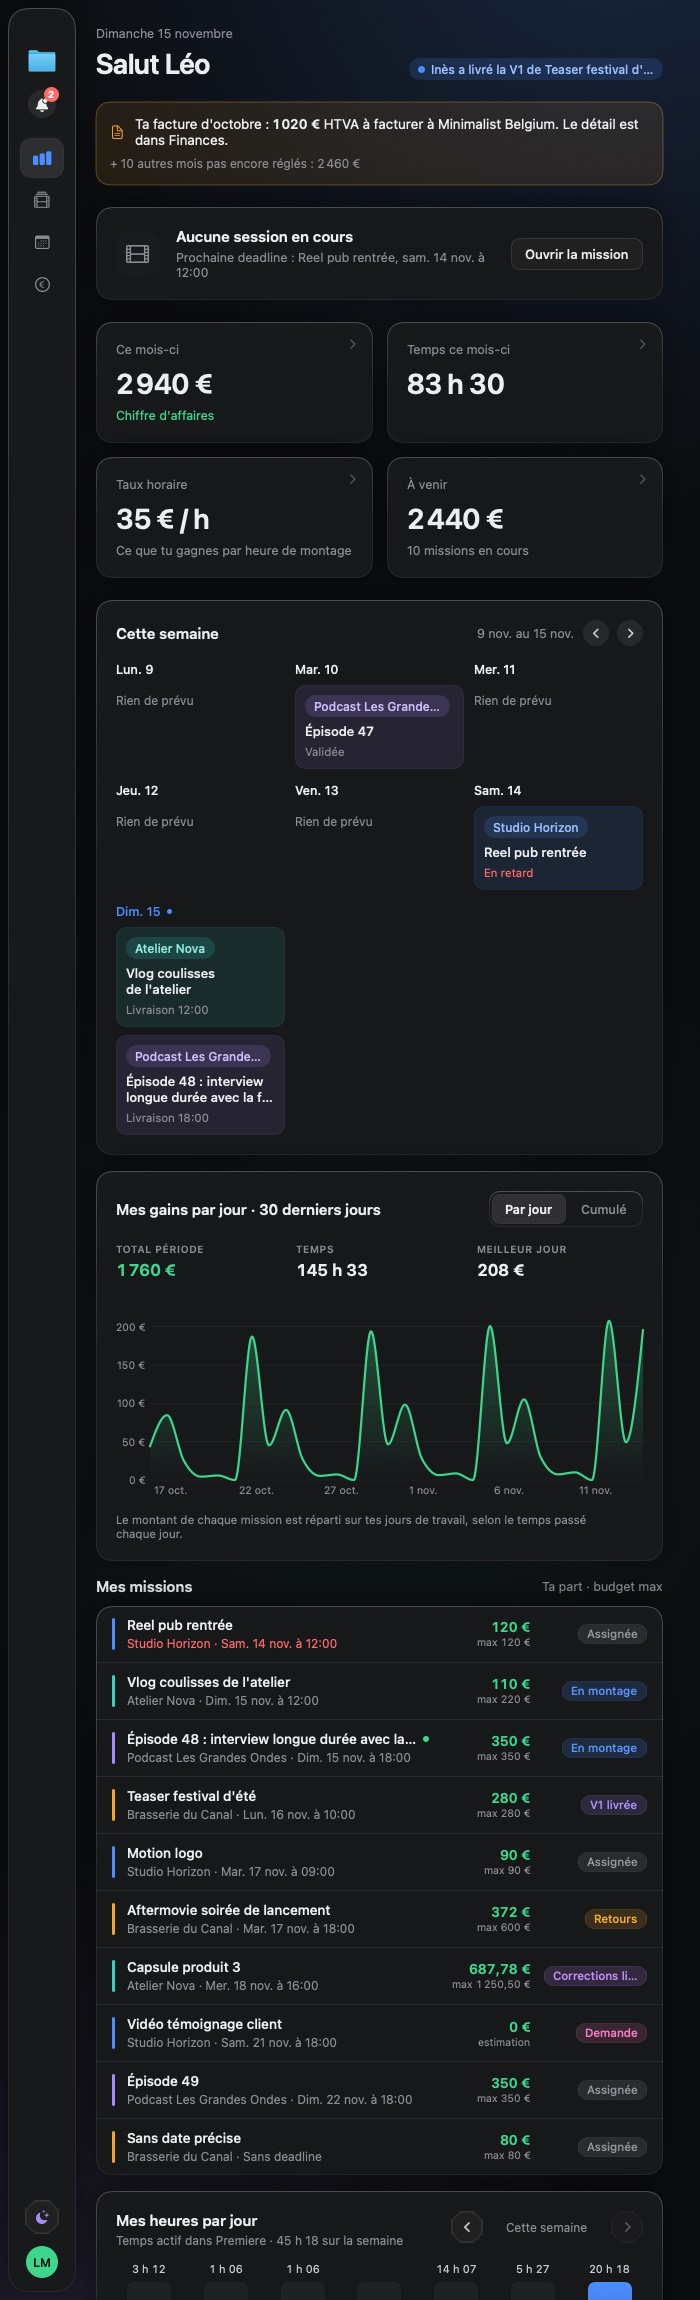 Dimanche 15 novembre
Salut Léo
Inès a livré la V1 de Teaser festival d'...
2
Ta facture d'octobre : 1 020 € HTVA à facturer à Minimalist Belgium. Le détail est
dans Finances.
+ 10 autres mois pas encore réglés : 2 460 €
Aucune session en cours
Prochaine deadline : Reel pub rentrée, sam. 14 nov. à
12:00
Ouvrir la mission
Ce mois-ci
2 940 €
Chiffre d'affaires
Temps ce mois-ci
83 h 30
Taux horaire
35 € / h
Ce que tu gagnes par heure de montage
À venir
2 440 €
10 missions en cours
Cette semaine
9 nov. au 15 nov.
Lun. 9
Rien de prévu
Mar. 10
Podcast Les Grande...
Épisode 47
Validée
Mer. 11
Rien de prévu
Jeu. 12
Rien de prévu
Ven. 13
Rien de prévu
Sam. 14
Studio Horizon
Reel pub rentrée
En retard
Dim. 15
Atelier Nova
Vlog coulisses
de l'atelier
Livraison 12:00
Podcast Les Grande...
Épisode 48 : interview
longue durée avec la f...
Livraison 18:00
Mes gains par jour · 30 derniers jours
Par jour
Cumulé
TOTAL PÉRIODE
1 760 €
TEMPS
145 h 33
MEILLEUR JOUR
208 €
200 €
150 €
100 €
50 €
0 €
17 oct.
22 oct.
27 oct.
1 nov.
6 nov.
11 nov.
Le montant de chaque mission est réparti sur tes jours de travail, selon le temps passé
chaque jour.
Mes missions
Ta part · budget max
Reel pub rentrée
Studio Horizon · Sam. 14 nov. à 12:00
120 €
max 120 €
Assignée
Vlog coulisses de l'atelier
Atelier Nova · Dim. 15 nov. à 12:00
110 €
max 220 €
En montage
Épisode 48 : interview longue durée avec la...
Podcast Les Grandes Ondes · Dim. 15 nov. à 18:00
350 €
max 350 €
En montage
Teaser festival d'été
Brasserie du Canal · Lun. 16 nov. à 10:00
280 €
max 280 €
V1 livrée
Motion logo
Studio Horizon · Mar. 17 nov. à 09:00
90 €
max 90 €
Assignée
Aftermovie soirée de lancement
Brasserie du Canal · Mar. 17 nov. à 18:00
372 €
max 600 €
Retours
Capsule produit 3
Atelier Nova · Mer. 18 nov. à 16:00
687,78 €
max 1 250,50 €
Corrections li...
Vidéo témoignage client
Studio Horizon · Sam. 21 nov. à 18:00
0 €
estimation
Demande
Épisode 49
Podcast Les Grandes Ondes · Dim. 22 nov. à 18:00
350 €
max 350 €
Assignée
Sans date précise
Brasserie du Canal · Sans deadline
80 €
max 80 €
Assignée
Mes heures par jour
Temps actif dans Premiere · 45 h 18 sur la semaine
Cette semaine
3 h 12
1 h 06
1 h 06
14 h 07
5 h 27
20 h 18
LM